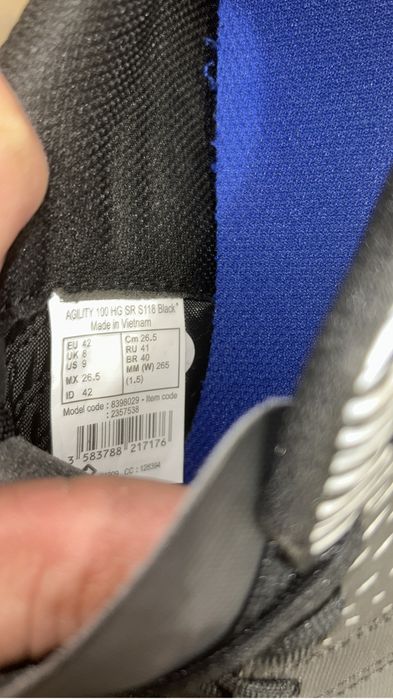 AGILITY 100 HG SR S118 Black*
Made in Vietnam
EU 42
UK 8
US 9
MX 26.5
ID 42
Cm 26.5
RU 41
BR 40
MM (W) 265
(1.5)
Model code : 8398029 - Item code
: 2357538
3 583788 217176
CC : 128394